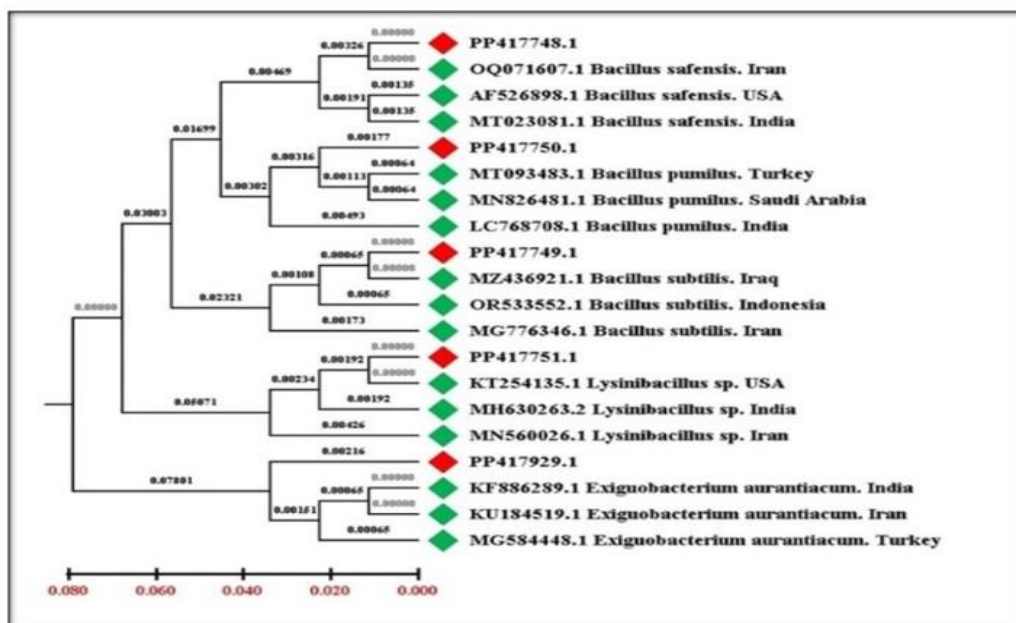 0.00000
0.00326
PP417748.1
0.00000
OQ071607.1 Bacillus safensis. Iran
0.00469
0.00135
AF526898.1 Bacillus safensis. USA
0.00191
0.00135
MT023081.1 Bacillus safensis. India
0.01699
0.00177
PP417750.1
0.00316
0.00064
MT093483.1 Bacillus pumilus. Turkey
0.00113
0.00064
MN826481.1 Bacillus pumilus. Saudi Arabia
0.00302
0.00493
LC768708.1 Bacillus pumilus. India
0.03003
0.00000
PP417749.1
0.00065
0.00000
MZ436921.1 Bacillus subtilis. Iraq
0.00108
0.00065
OR533552.1 Bacillus subtilis. Indonesia
0.02321
0.00173
MG776346.1 Bacillus subtilis. Iran
0.00000
0.00000
PP417751.1
0.00192
0.00000
KT254135.1 Lysinibacillus sp. USA
0.00234
0.00192
MH630263.2 Lysinibacillus sp. India
0.05071
0.00426
MN560026.1 Lysinibacillus sp. Iran
0.00216
PP417929.1
0.07801
0.00000
KF886289.1 Exiguobacterium aurantiacum. India
0.00065
0.00000
KU184519.1 Exiguobacterium aurantiacum. Iran
0.00151
0.00065
MG584448.1 Exiguobacterium aurantiacum. Turkey
0.080 0.060 0.040 0.020 0.000